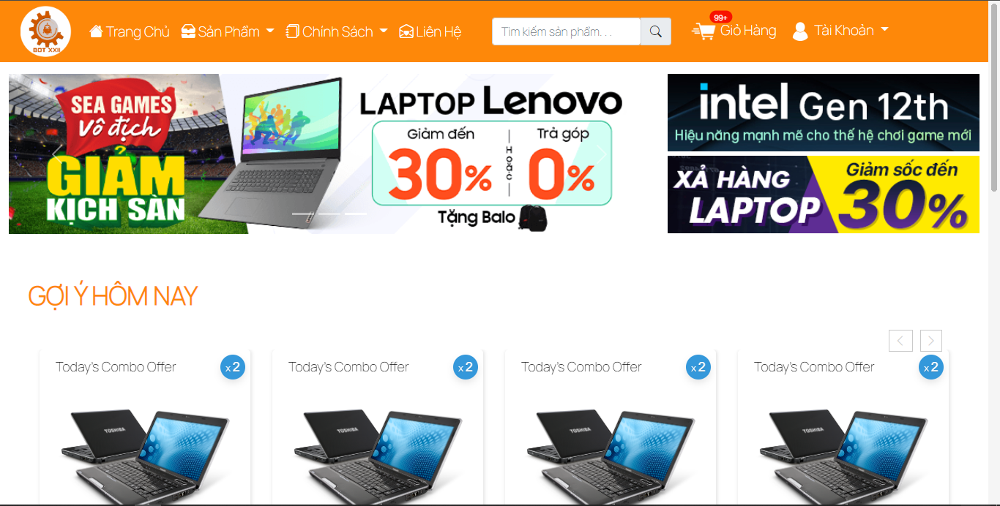 BOT XXII
Trang Chủ
Sản Phẩm
Chính Sách
Liên Hệ
Tìm kiếm sản phẩm. . .
99+
Giỏ Hàng
Tài Khoản
SEA GAMES
Vô địch
GIẢM
KỊCH SÀN
LAPTOP Lenovo
Giảm đến
30%
Hoặc
Trả góp
0%
Tặng Balo
intel Gen 12th
Hiệu năng mạnh mẽ cho thế hệ chơi game mới
XẢ HÀNG
LAPTOP
Giảm sốc đến
30%
GỢI Ý HÔM NAY
Today's Combo Offer
x2
Today's Combo Offer
x2
Today's Combo Offer
x2
Today's Combo Offer
x2
TOSHIBA
TOSHIBA
TOSHIBA
TOSHIBA